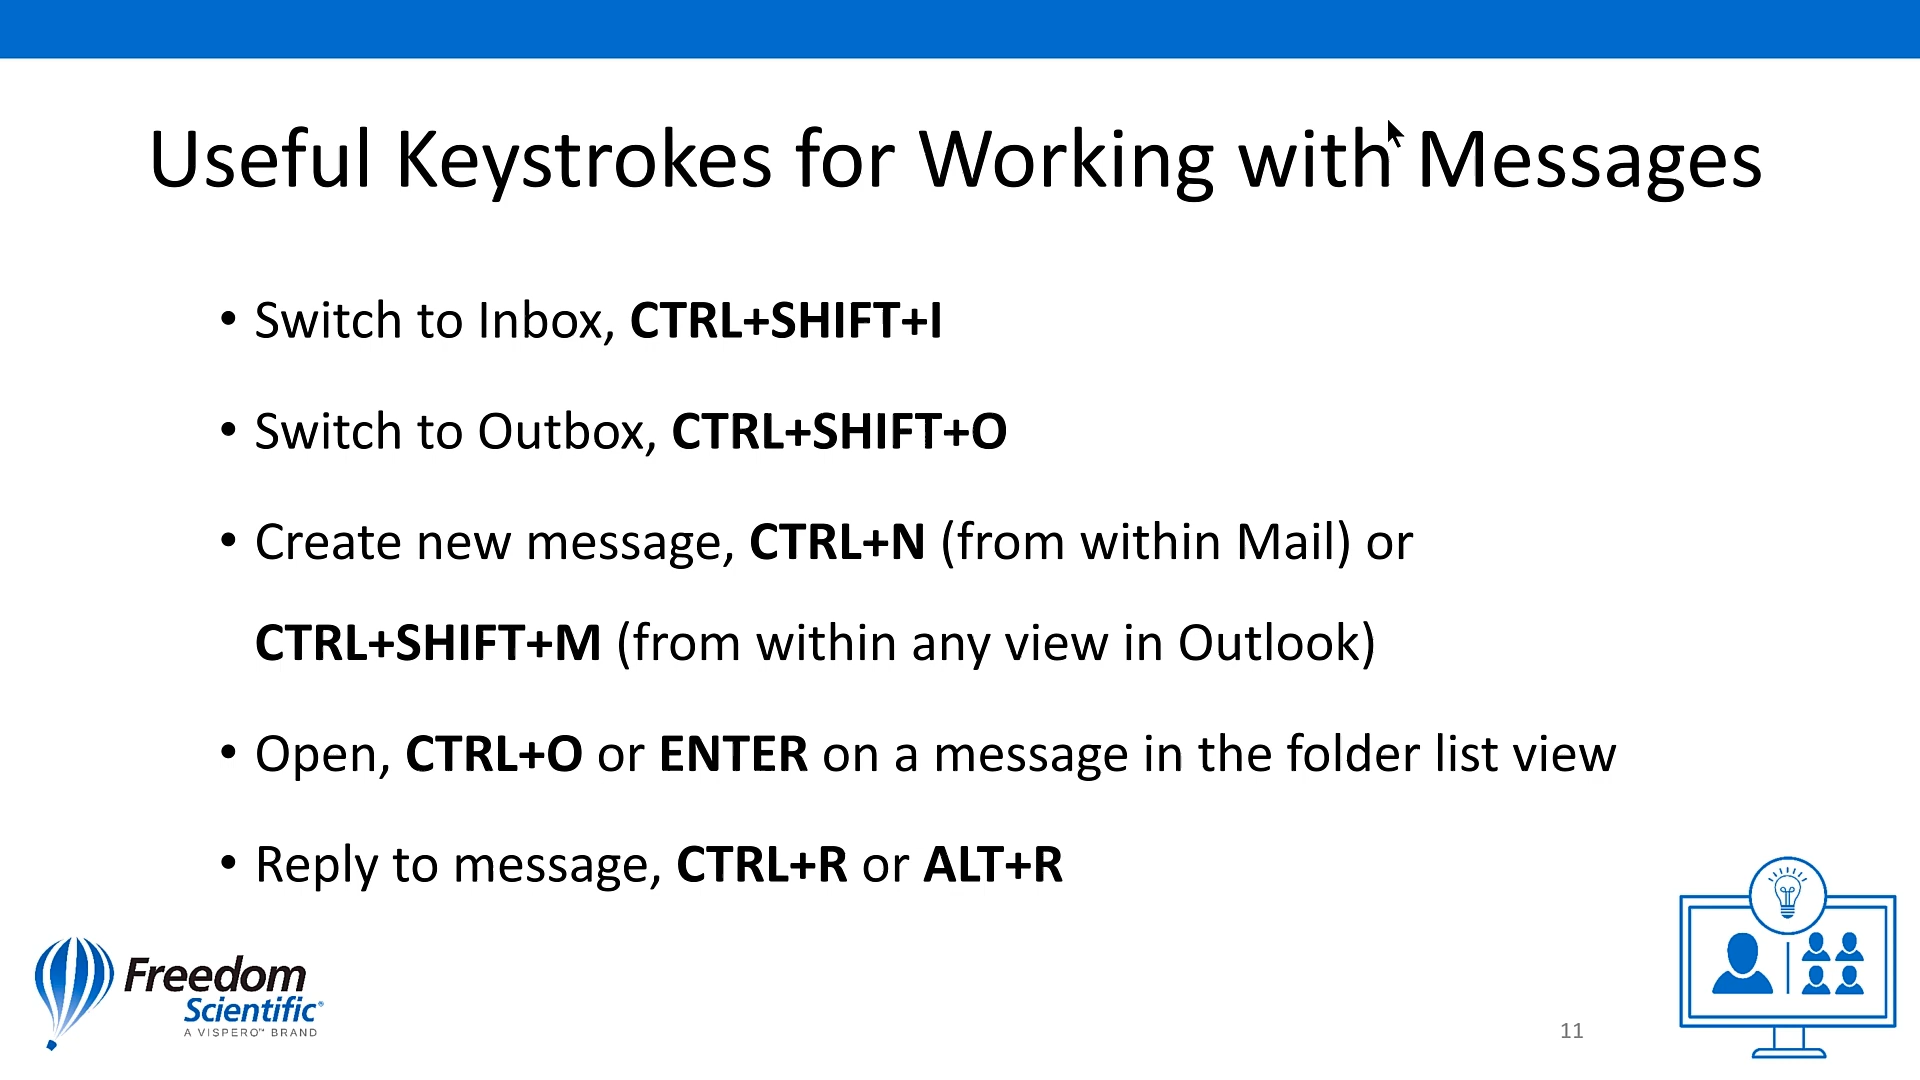 Useful Keystrokes for Working with Messages
• Switch to Inbox, CTRL+SHIFT+I
• Switch to Outbox, CTRL+SHIFT+O
• Create new message, CTRL+N (from within Mail) or
CTRL+SHIFT+M (from within any view in Outlook)
• Open, CTRL+O or ENTER on a message in the folder list view
• Reply to message, CTRL+R or ALT+R
Freedom
Scientific®
A VISPERO™ BRAND
11